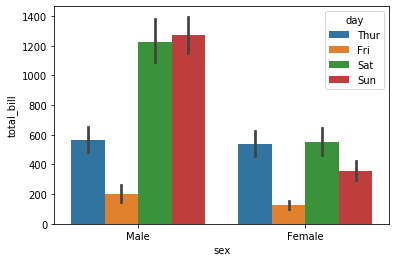 1400
1200
1000
800
600
400
200
0
total_bill
day
Thur
Fri
Sat
Sun
Male
Female
sex